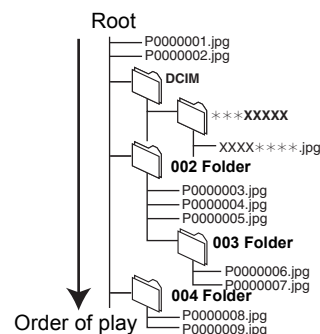 Root
P0000001.jpg
P0000002.jpg
DCIM
∗∗∗XXXXX
XXXX∗∗∗∗.jpg
002 Folder
P0000003.jpg
P0000004.jpg
P0000005.jpg
003 Folder
P0000006.jpg
P0000007.jpg
004 Folder
P0000008.jpg
P0000009.jpg
Order of play